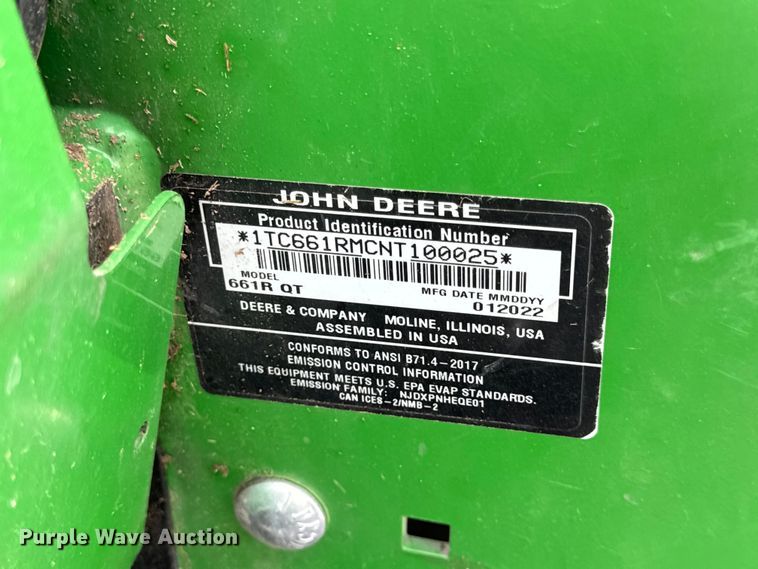 JOHN DEERE
Product Identification Number
*1TC661RMCNT100025*
MODEL
661R QT
MFG DATE MMDDYY
012022
DEERE & COMPANY MOLINE, ILLINOIS, USA
ASSEMBLED IN USA
CONFORMS TO ANSI B71.4-2017
EMISSION CONTROL INFORMATION
THIS EQUIPMENT MEETS U.S. EPA EVAP STANDARDS.
EMISSION FAMILY: NJDXPNHEQE01
CAN ICES-2/NMB-2
Purple Wave Auction®